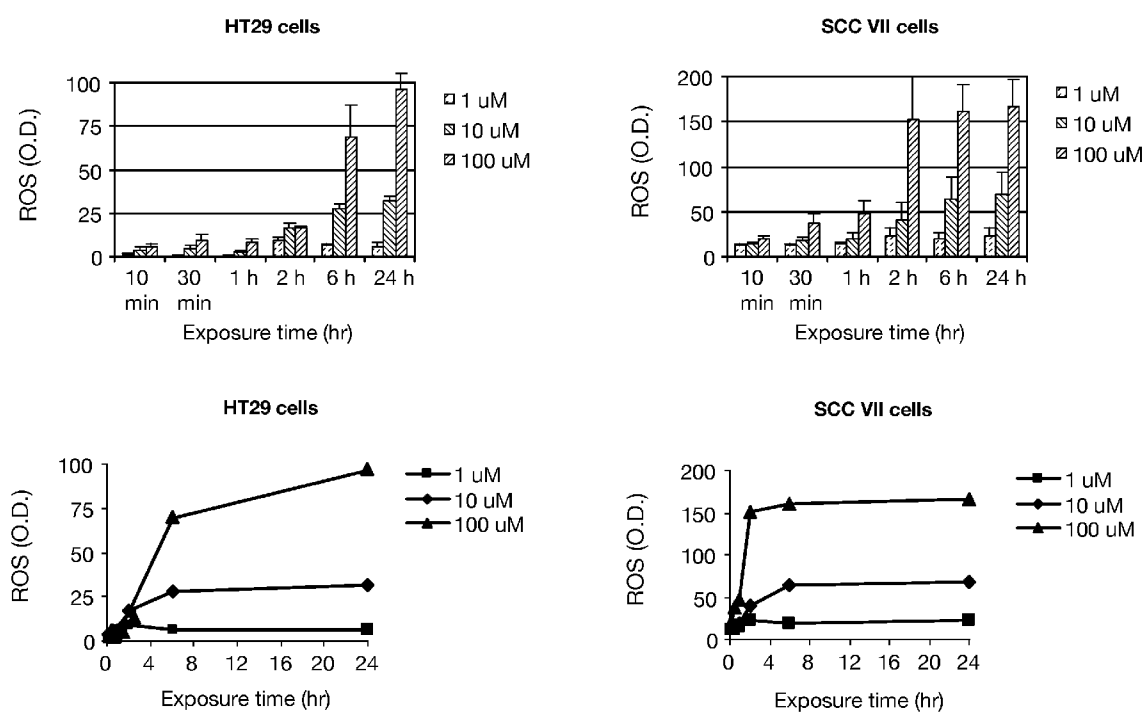 HT29 cells
ROS (O.D.)
100
75
50
25
0
10 min
30 min
1 h
2 h
6 h
24 h
Exposure time (hr)
1 uM
10 uM
100 uM
SCC VII cells
ROS (O.D.)
200
150
100
50
0
10 min
30 min
1 h
2 h
6 h
24 h
Exposure time (hr)
1 uM
10 uM
100 uM
HT29 cells
ROS (O.D.)
100
75
50
25
0
0 4 8 12 16 20 24
Exposure time (hr)
1 uM
10 uM
100 uM
SCC VII cells
ROS (O.D.)
200
150
100
50
0
0 4 8 12 16 20 24
Exposure time (hr)
1 uM
10 uM
100 uM